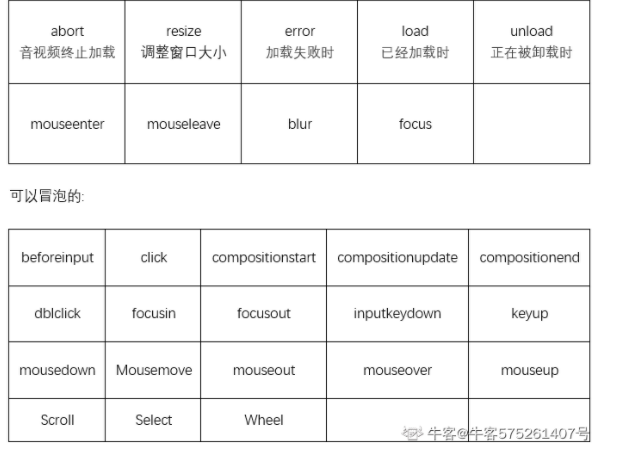 abort resize error load unload
音视频终止加载 调整窗口大小 加载失败时 已经加载时 正在被卸载时
mouseenter mouseleave blur focus
可以冒泡的:
beforeinput click compositionstart compositionupdate compositionend
dblclick focusin focusout inputkeydown keyup
mousedown Mousemove mouseout mouseover mouseup
Scroll Select Wheel
牛客@牛客575261407号